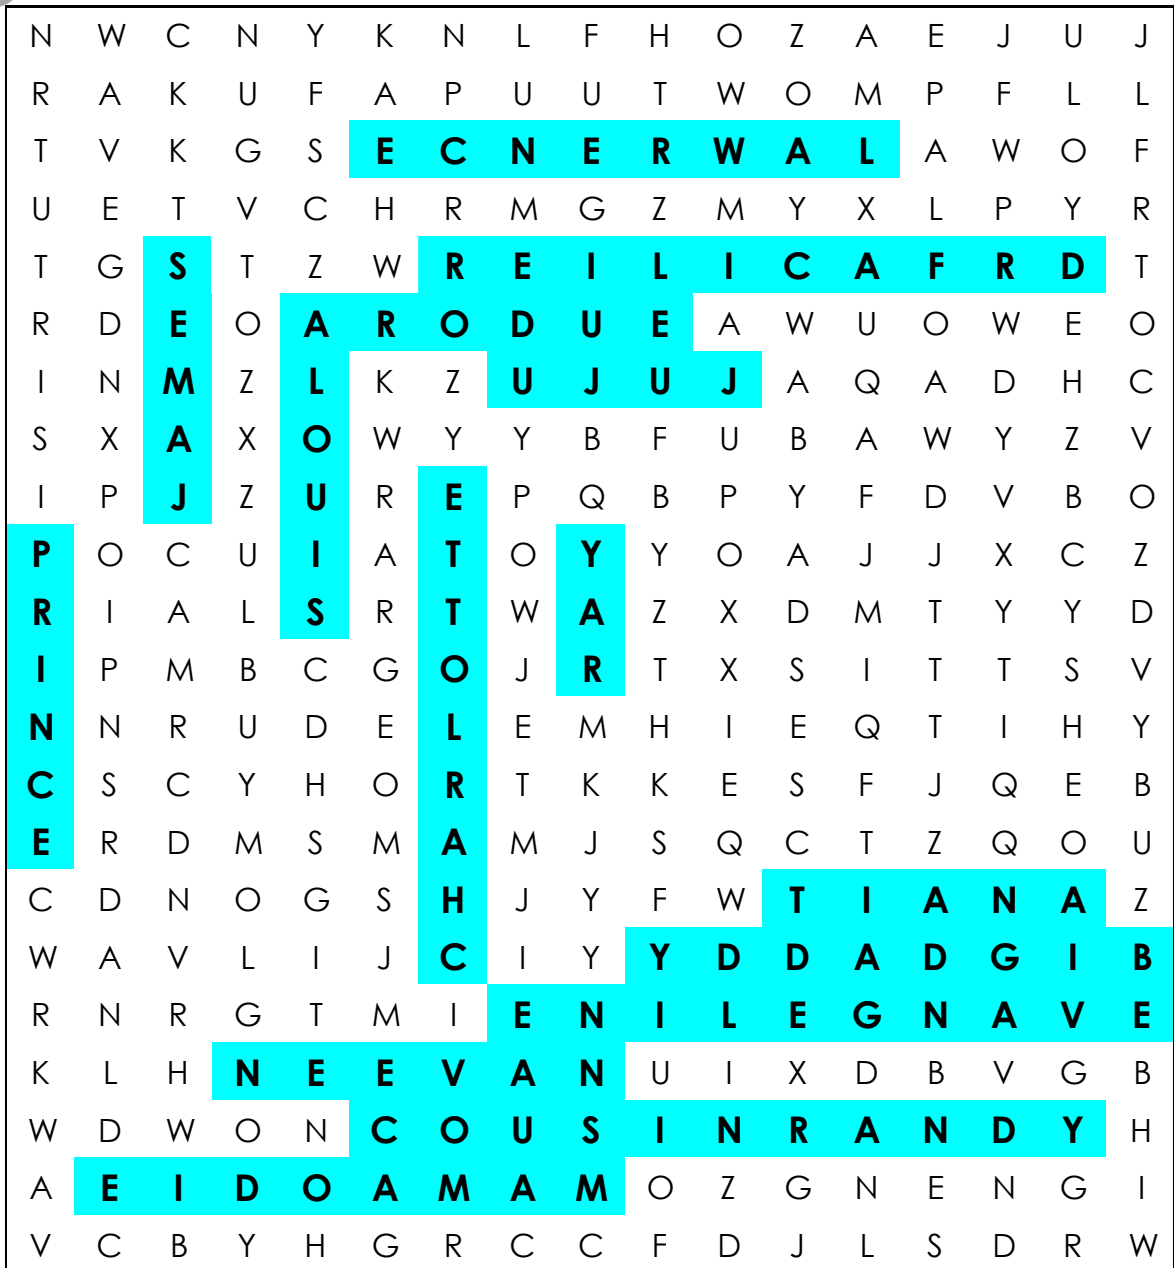 N W C N Y K N L F H O Z A E J U J
R A K U F A P U U T W O M P F L L
T V K G S E C N E R W A L A W O F
U E T V C H R M G Z M Y X L P Y R
T G S T Z W R E I L I C A F R D T
R D E O A R O D U E A W U O W E O
I N M Z L K Z U J U J A Q A D H C
S X A X O W Y Y B F U B A W Y Z V
I P J Z U R E P Q B P Y F D V B O
P O C U I A T O Y Y O A J J X C Z
R I A L S R T W A Z X D M T Y Y D
I P M B C G O J R T X S I T T S V
N N R U D E L E M H I E Q T I H Y
C S C Y H O R T K K E S F J Q E B
E R D M S M A M J S Q C T Z Q O U
C D N O G S H J Y F W T I A N A Z
W A V L I J C I Y Y D D A D G I B
R N R G T M I E N I L E G N A V E
K L H N E E V A N U I X D B V G B
W D W O N C O U S I N R A N D Y H
A E I D O A M A M O Z G N E N G I
V C B Y H G R C C F D J L S D R W